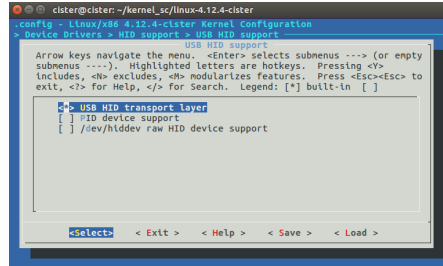 cister@cister: ~/kernel_sc/linux-4.12.4-cister
.config - Linux/x86 4.12.4-cister Kernel Configuration
> Device Drivers > HID support > USB HID support
USB HID support
Arrow keys navigate the menu. <Enter> selects submenus ---> (or empty
submenus ----). Highlighted letters are hotkeys. Pressing <Y>
includes, <N> excludes, <M> modularizes features. Press <Esc><Esc> to
exit, <?> for Help, </> for Search. Legend: [*] built-in [ ]
<*> USB HID transport layer
[ ] PID device support
[ ] /dev/hiddev raw HID device support
<Select> < Exit > < Help > < Save > < Load >